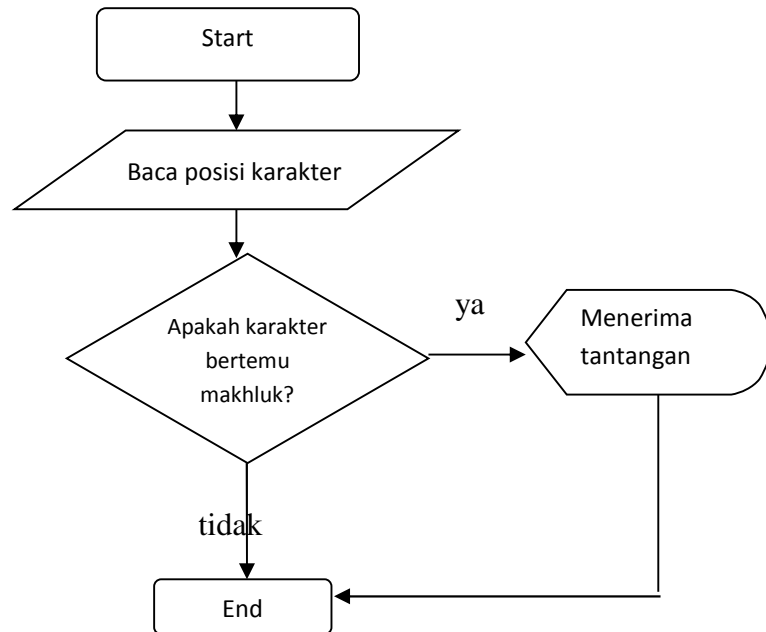 Start
Baca posisi karakter
Apakah karakter
bertemu
makhluk?
ya
Menerima
tantangan
tidak
End